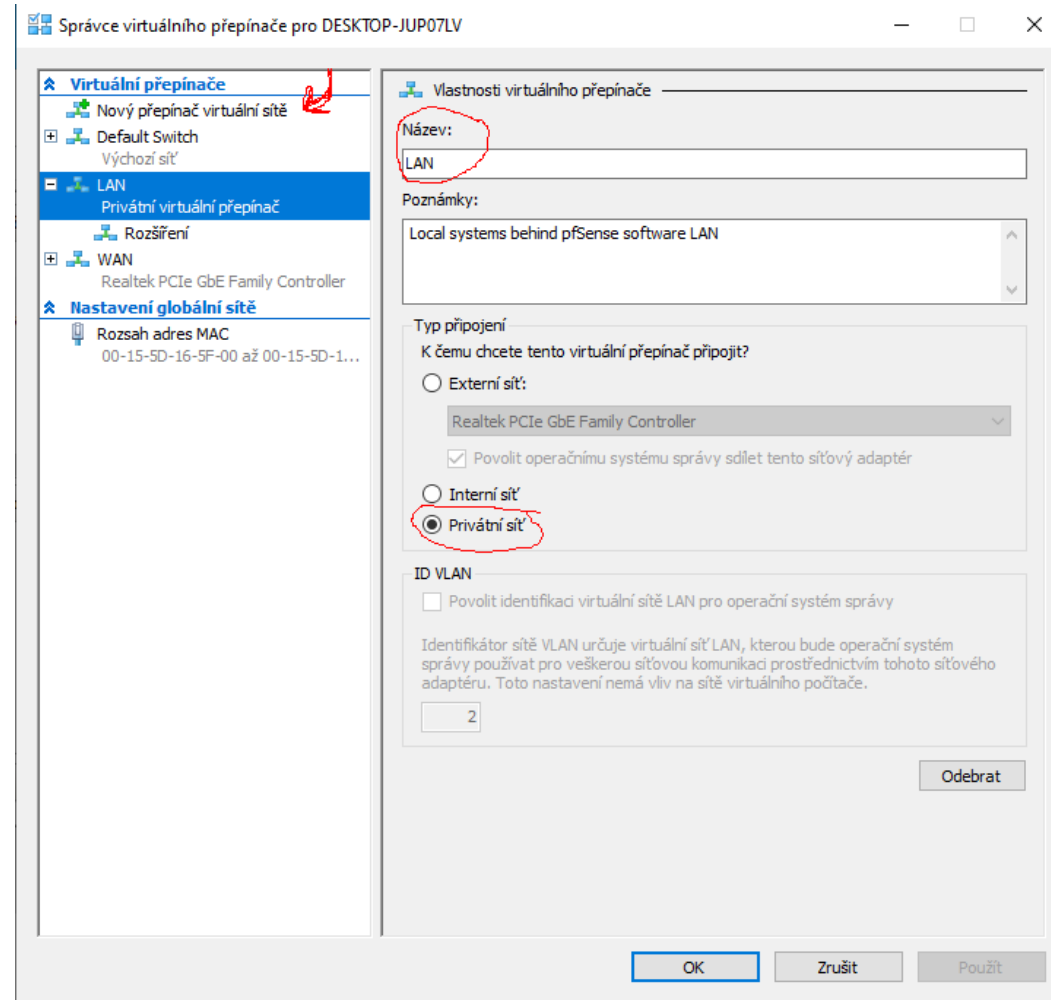 Správce virtuálního přepínače pro DESKTOP-JUP07LV
Virtuální přepínače
Nový přepínač virtuální sítě
Default Switch
Výchozí síť
LAN
Privátní virtuální přepínač
Rozšíření
WAN
Realtek PCIe GbE Family Controller
Nastavení globální sítě
Rozsah adres MAC
00-15-5D-16-5F-00 až 00-15-5D-1...
Vlastnosti virtuálního přepínače
Název:
LAN
Poznámky:
Local systems behind pfSense software LAN
Typ připojení
K čemu chcete tento virtuální přepínač připojit?
Externí síť:
Realtek PCIe GbE Family Controller
Povolit operačnímu systému správy sdílet tento síťový adaptér
Interní síť
Privátní síť
ID VLAN
Povolit identifikaci virtuální sítě LAN pro operační systém správy
Identifikátor sítě VLAN určuje virtuální síť LAN, kterou bude operační systém
správy používat pro veškerou síťovou komunikaci prostřednictvím tohoto síťového
adaptéru. Toto nastavení nemá vliv na sítě virtuálního počítače.
2
Odebrat
OK
Zrušit
Použít